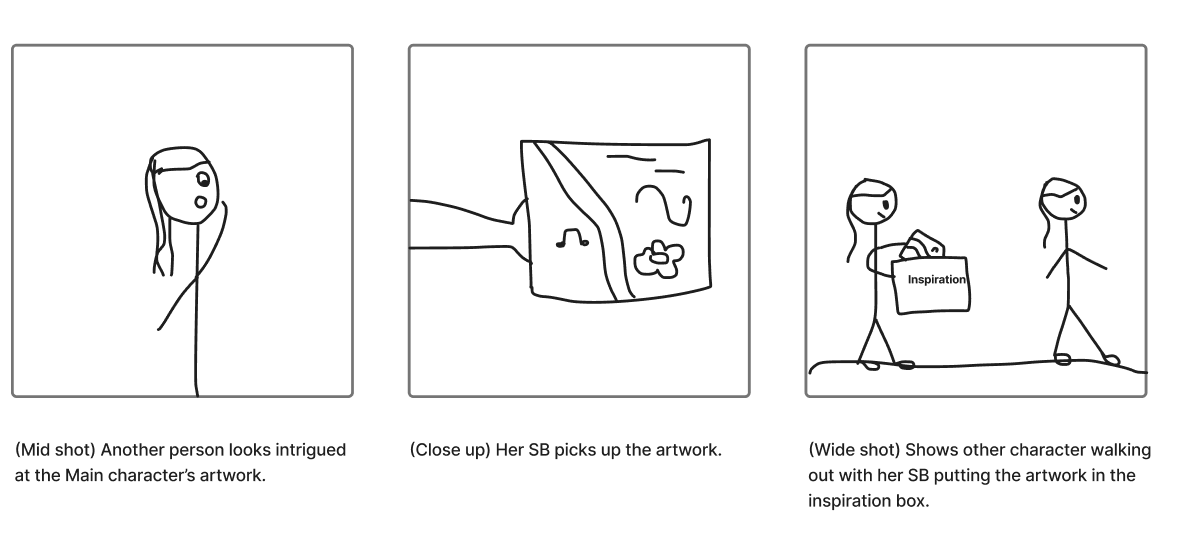 Inspiration
(Mid shot) Another person looks intrigued
at the Main character’s artwork.
(Close up) Her SB picks up the artwork.
(Wide shot) Shows other character walking
out with her SB putting the artwork in the
inspiration box.